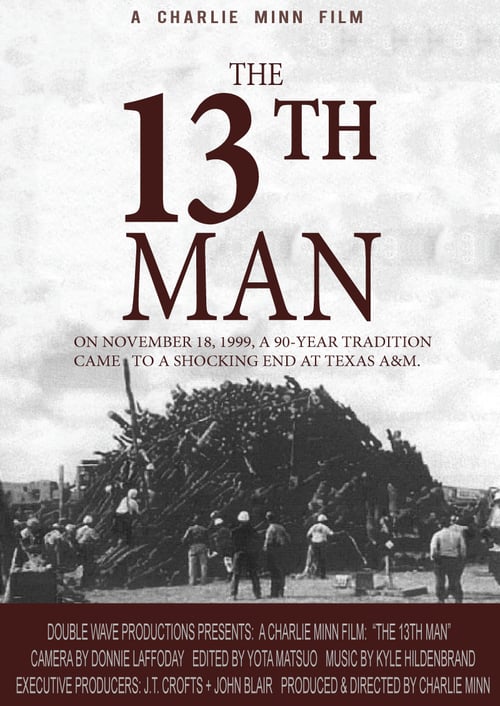 A CHARLIE MINN FILM
THE
13TH
MAN
ON NOVEMBER 18, 1999, A 90-YEAR TRADITION
CAME TO A SHOCKING END AT TEXAS A&M.
DOUBLE WAVE PRODUCTIONS PRESENTS: A CHARLIE MINN FILM: "THE 13TH MAN"
CAMERA BY DONNIE LAFFODAY EDITED BY YOTA MATSUO MUSIC BY KYLE HILDENBRAND
EXECUTIVE PRODUCERS: J.T. CROFTS + JOHN BLAIR PRODUCED & DIRECTED BY CHARLIE MINN